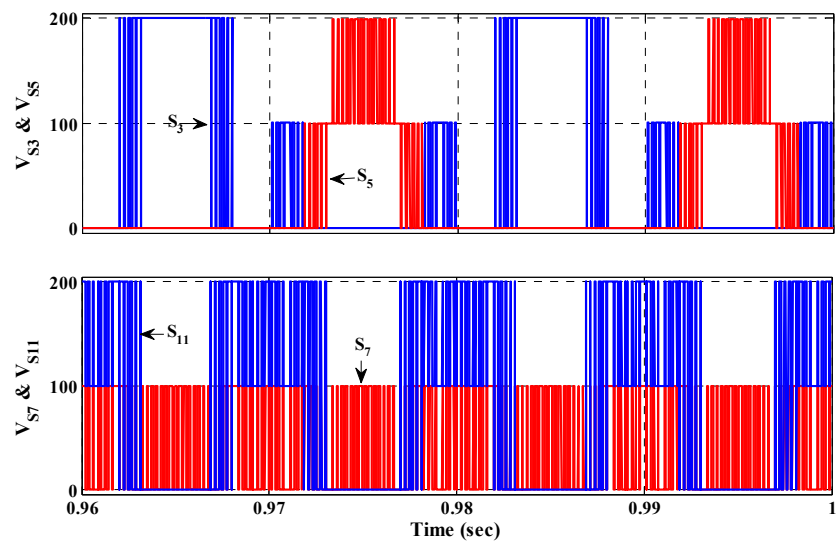 200
100
0
V_S3 & V_S5
S_3
S_5
200
100
0
V_S7 & V_S11
S_11
S_7
0.96
0.97
0.98
0.99
1
Time (sec)